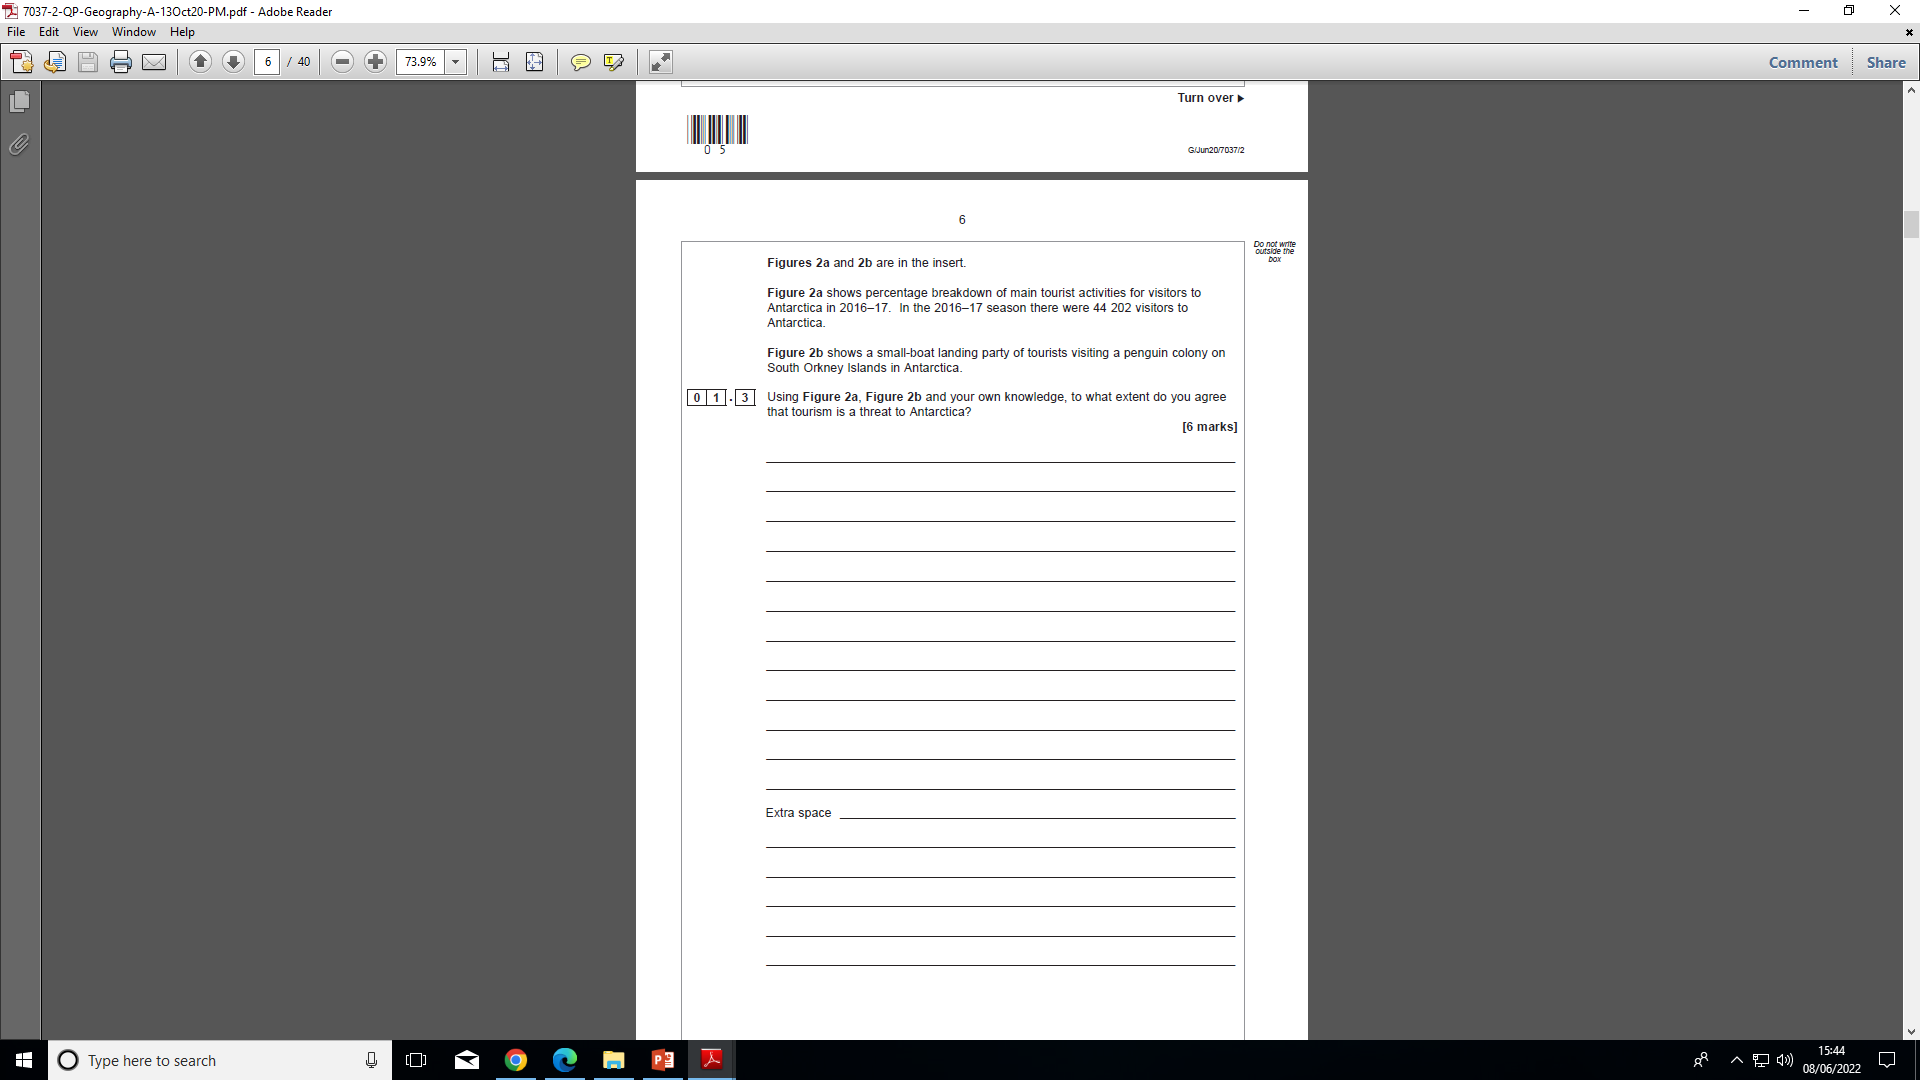 7037-2-QP-Geography-A-13Oct20-PM.pdf - Adobe Reader
File Edit View Window Help
6 / 40 73.9% Comment Share
Turn over
0 5
G/Jun20/7037/2
6
Do not write
outside the
box
Figures 2a and 2b are in the insert.
Figure 2a shows percentage breakdown of main tourist activities for visitors to
Antarctica in 2016–17. In the 2016–17 season there were 44 202 visitors to
Antarctica.
Figure 2b shows a small-boat landing party of tourists visiting a penguin colony on
South Orkney Islands in Antarctica.
0 1 . 3 Using Figure 2a, Figure 2b and your own knowledge, to what extent do you agree
that tourism is a threat to Antarctica?
[6 marks]
Extra space
Type here to search
15:44
08/06/2022